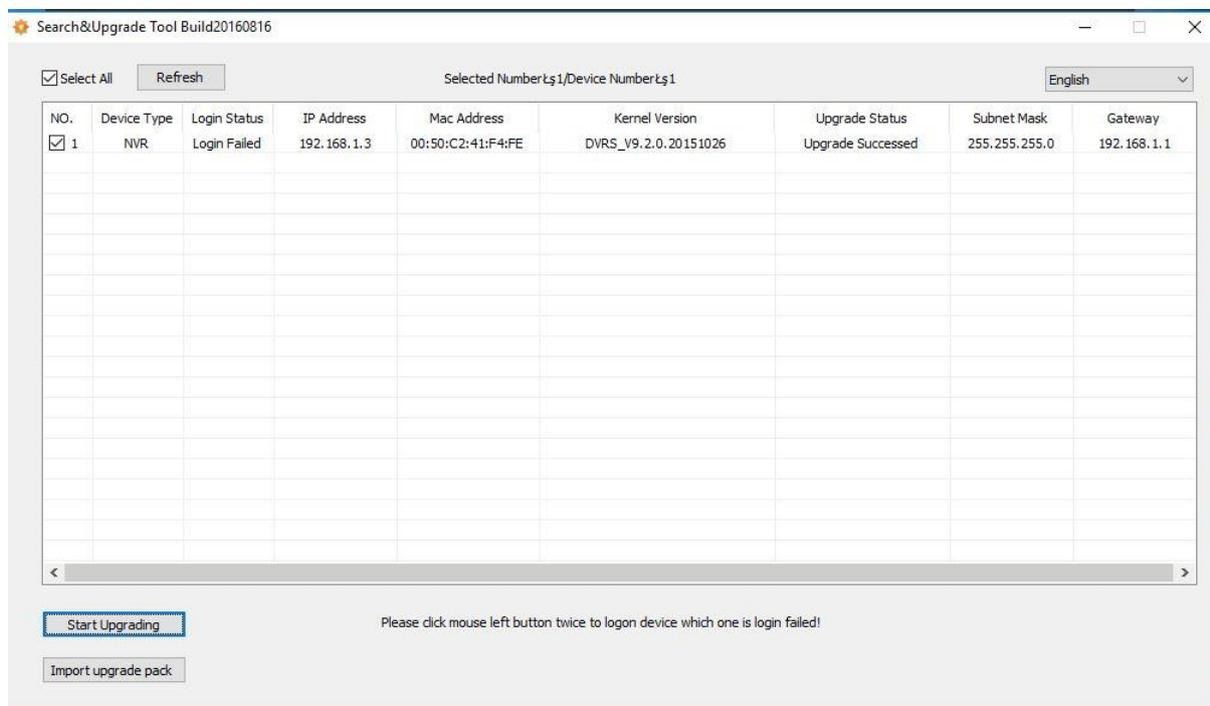 Search&Upgrade Tool Build20160816
Select All Refresh Selected NumberŁş1/Device NumberŁş1 English
NO. Device Type Login Status IP Address Mac Address Kernel Version Upgrade Status Subnet Mask Gateway
1 NVR Login Failed 192.168.1.3 00:50:C2:41:F4:FE DVRS_V9.2.0.20151026 Upgrade Successed 255.255.255.0 192.168.1.1
Start Upgrading Please click mouse left button twice to logon device which one is login failed!
Import upgrade pack